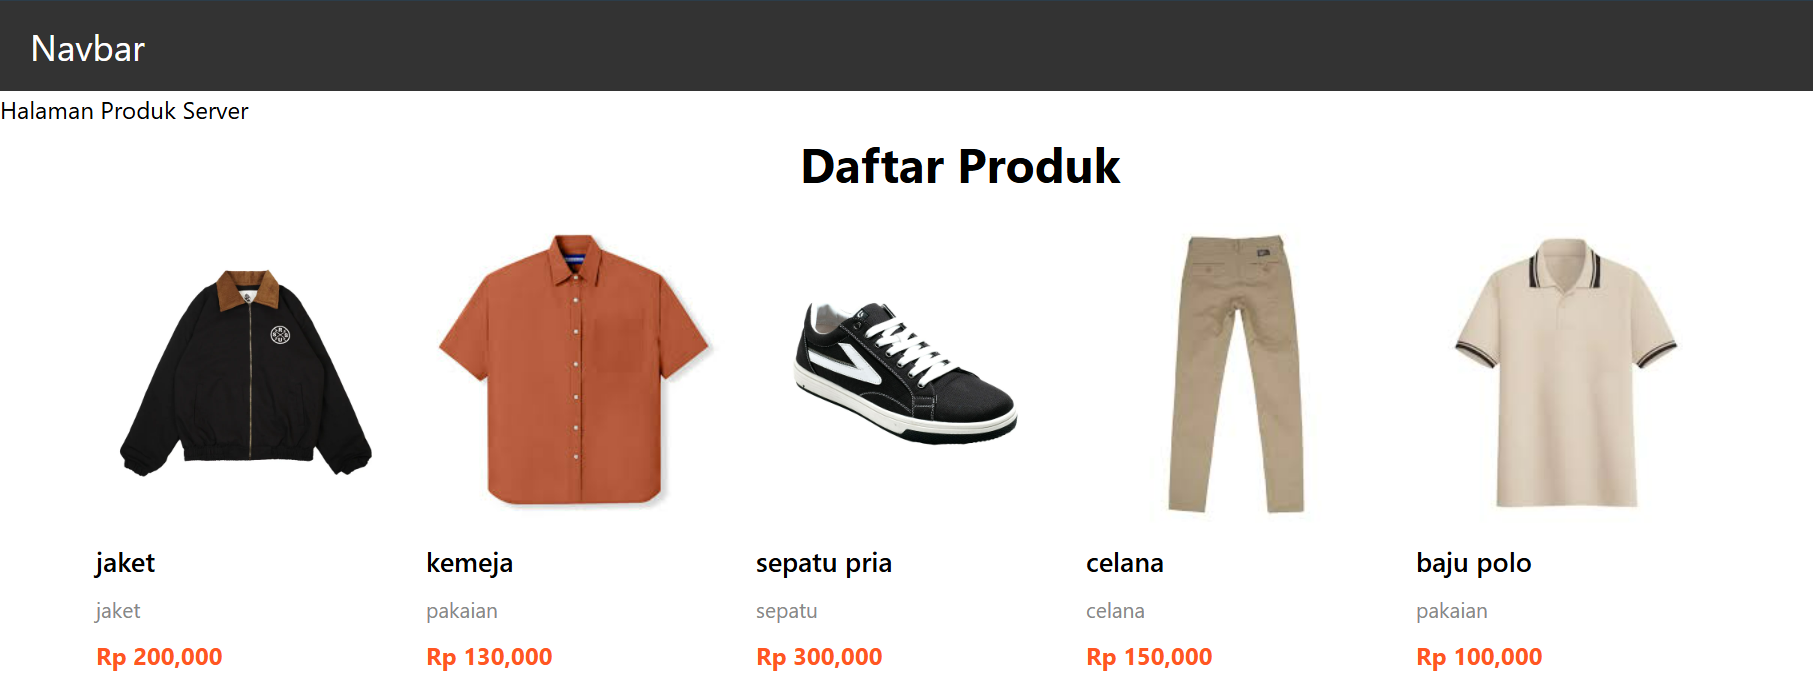 Navbar
Halaman Produk Server
Daftar Produk
jaket
jaket
Rp 200,000
kemeja
pakaian
Rp 130,000
sepatu pria
sepatu
Rp 300,000
celana
celana
Rp 150,000
baju polo
pakaian
Rp 100,000